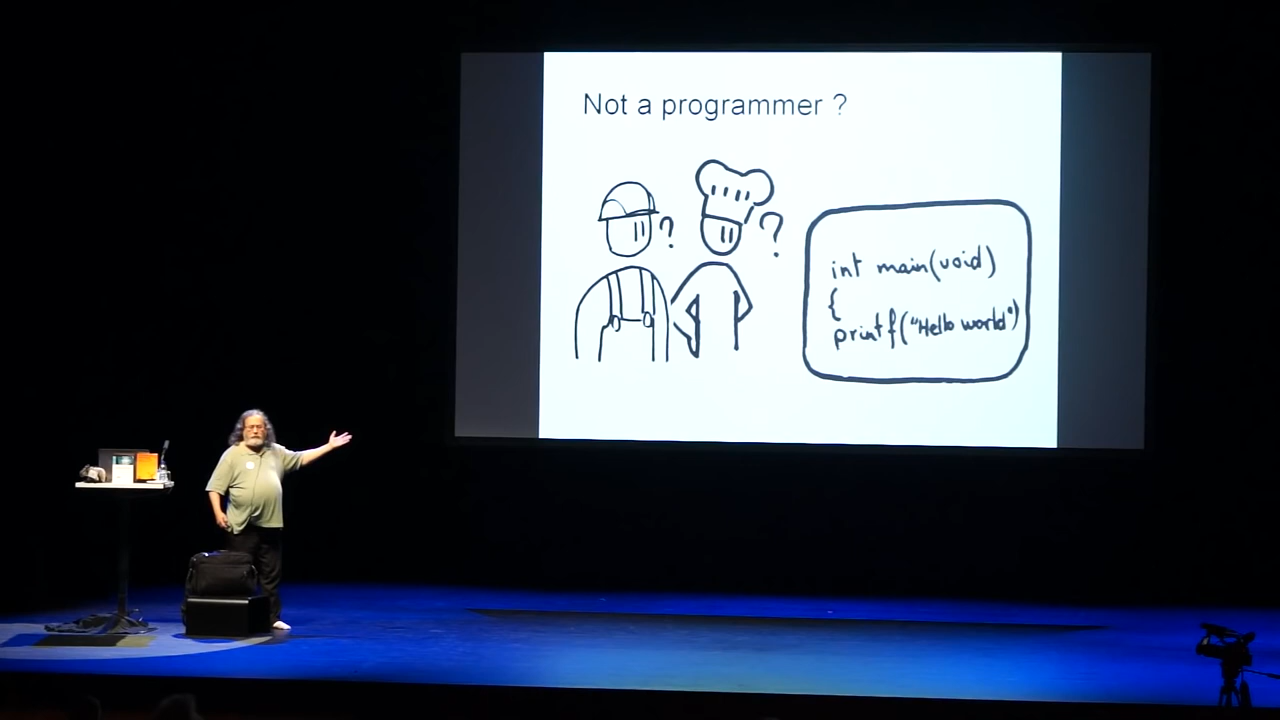 Not a programmer ?
?
?
int main(void)
{
printf("Hello world")